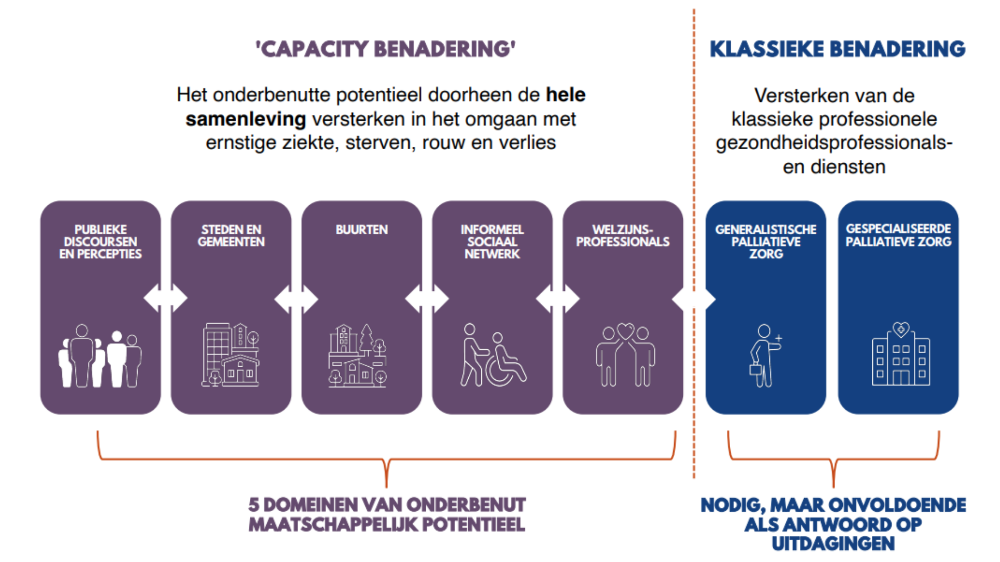 'CAPACITY BENADERING'
Het onderbenutte potentieel doorheen de hele
samenleving versterken in het omgaan met
ernstige ziekte, sterven, rouw en verlies
KLASSIEKE BENADERING
Versterken van de
klassieke professionele
gezondheidsprofessionals-
en diensten
PUBLIEKE
DISCOURSEN
EN PERCEPTIES
STEDEN EN
GEMEENTEN
BUURTEN
INFORMEEL
SOCIAAL
NETWERK
WELZIJNS-
PROFESSIONALS
GENERALISTISCHE
PALLIATIEVE
ZORG
GESPECIALISEERDE
PALLIATIEVE ZORG
5 DOMEINEN VAN ONDERBENUT
MAATSCHAPPELIJK POTENTIEEL
NODIG, MAAR ONVOLDOENDE
ALS ANTWOORD OP
UITDAGINGEN